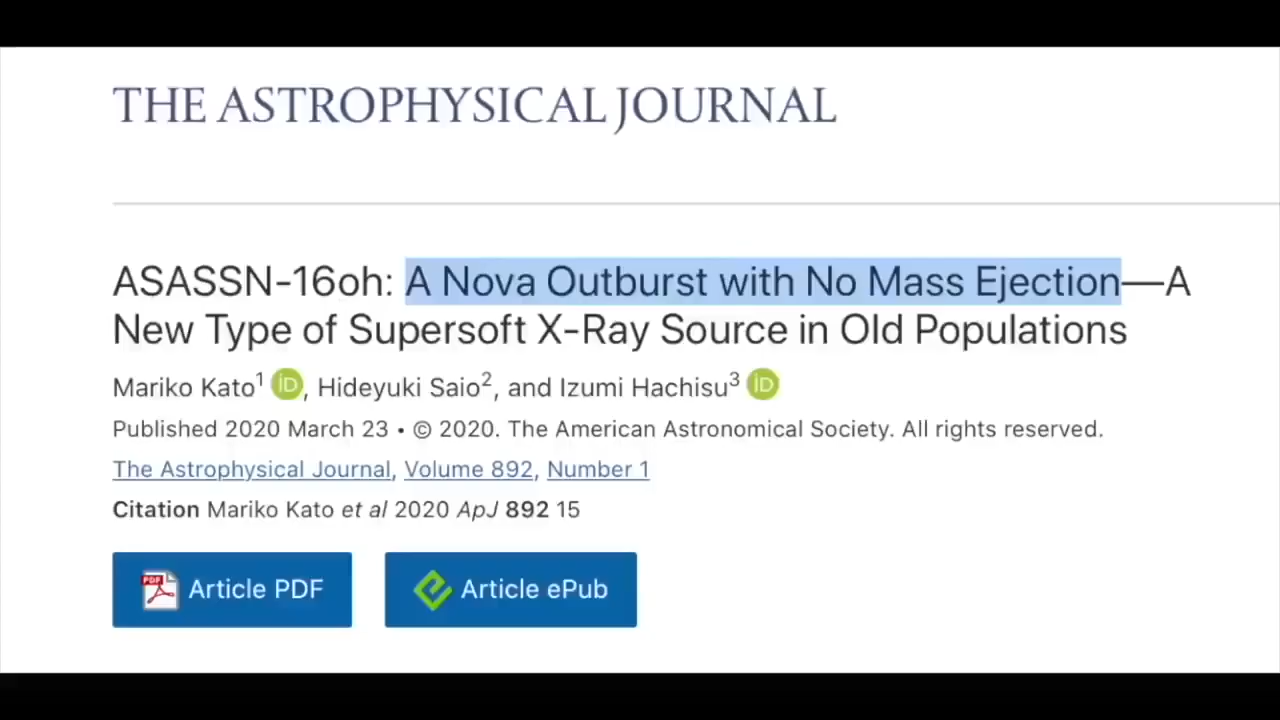 THE ASTROPHYSICAL JOURNAL
ASASSN-16oh: A Nova Outburst with No Mass Ejection—A
New Type of Supersoft X-Ray Source in Old Populations
Mariko Kato1 iD, Hideyuki Saio2, and Izumi Hachisu3 iD
Published 2020 March 23 • © 2020. The American Astronomical Society. All rights reserved.
The Astrophysical Journal, Volume 892, Number 1
Citation Mariko Kato et al 2020 ApJ 892 15
PDF Article PDF Article ePub